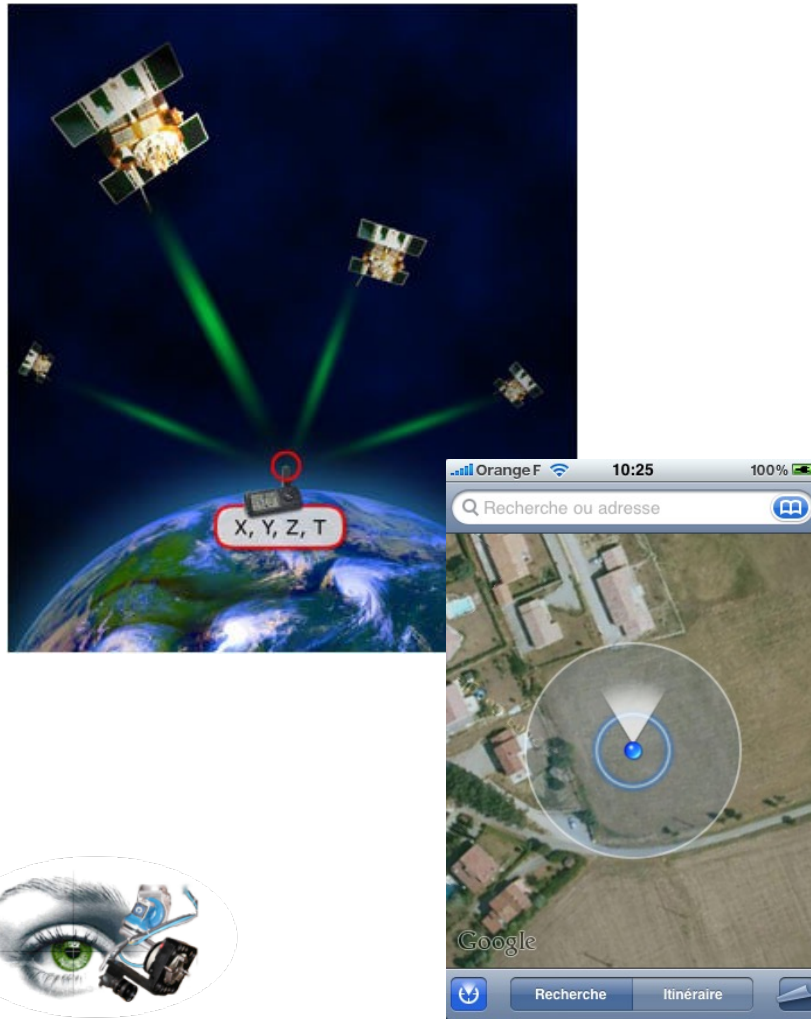 X, Y, Z, T
Orange F 10:25 100%
Recherche ou adresse
Google
Recherche Itinéraire